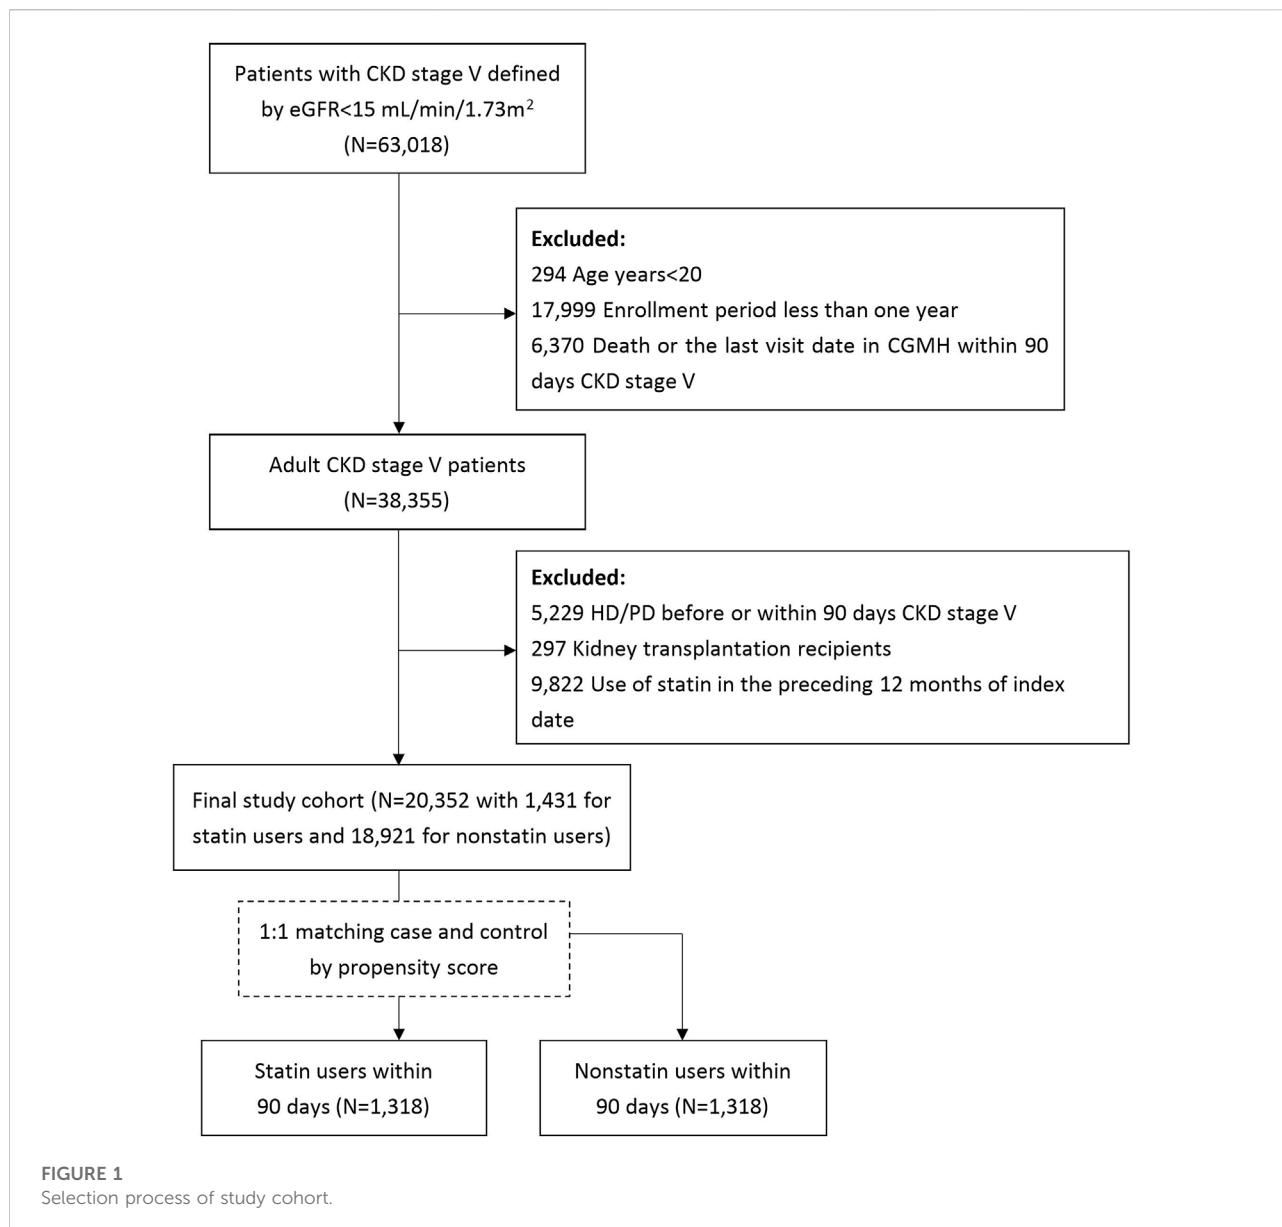 Patients with CKD stage V defined
by eGFR<15 mL/min/1.73m²
(N=63,018)
Excluded:
294 Age years<20
17,999 Enrollment period less than one year
6,370 Death or the last visit date in CGMH within 90
days CKD stage V
Adult CKD stage V patients
(N=38,355)
Excluded:
5,229 HD/PD before or within 90 days CKD stage V
297 Kidney transplantation recipients
9,822 Use of statin in the preceding 12 months of index
date
Final study cohort (N=20,352 with 1,431 for
statin users and 18,921 for nonstatin users)
1:1 matching case and control
by propensity score
Statin users within
90 days (N=1,318)
Nonstatin users within
90 days (N=1,318)
FIGURE 1
Selection process of study cohort.